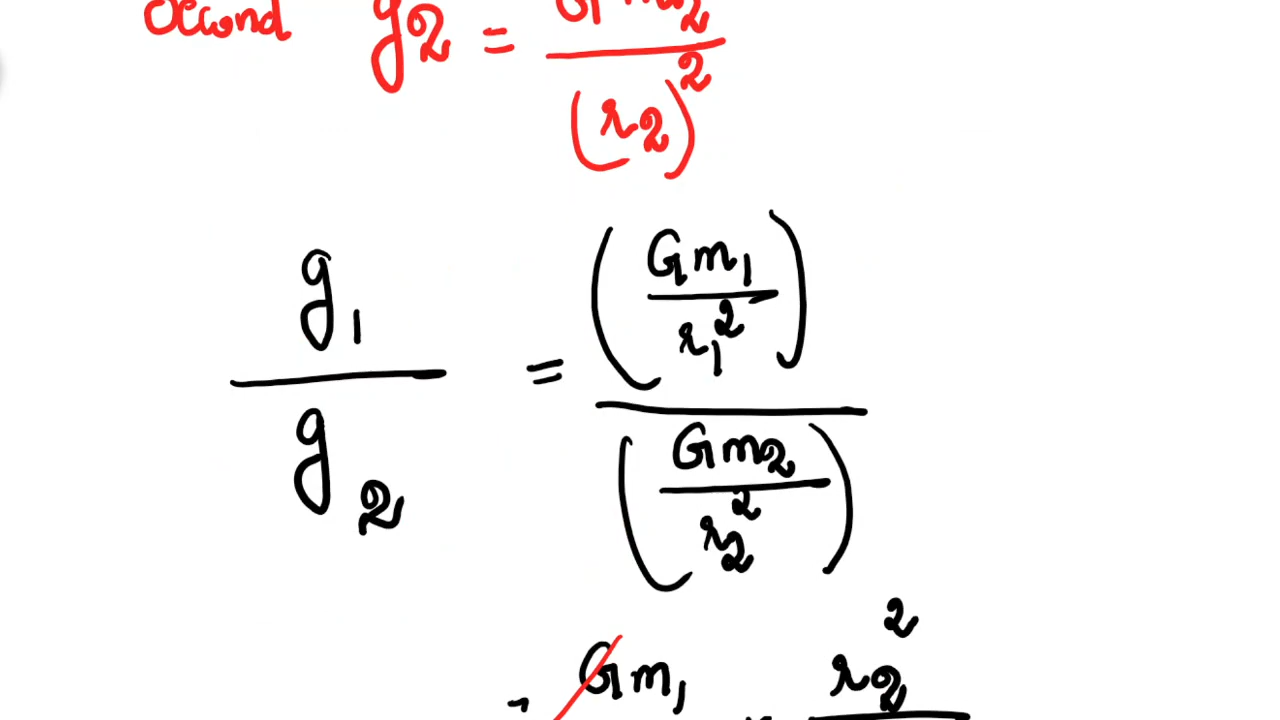 second g2 = Gm2 / (r2)^2
g1 / g2 = (Gm1 / r1^2) / (Gm2 / r2^2)
= Gm1 × r2^2